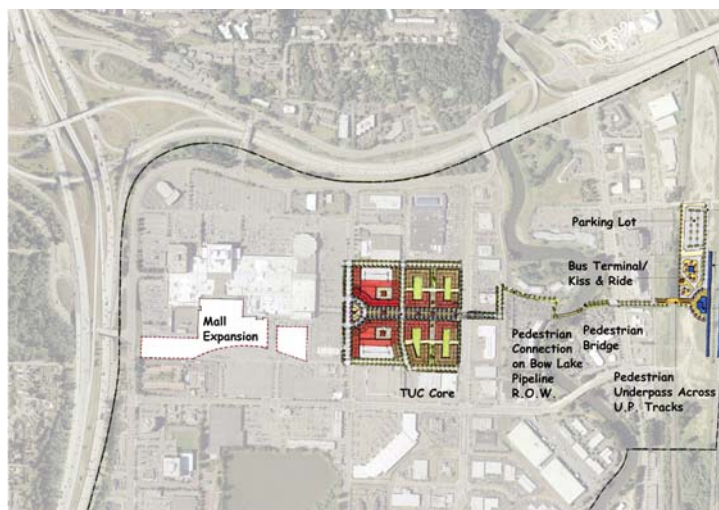 Parking Lot
Bus Terminal/
Kiss & Ride
Mall
Expansion
Pedestrian
Connection
on Bow Lake
Pipeline
R.O.W.
Pedestrian
Bridge
TUC Core
Pedestrian
Underpass Across
U.P. Tracks